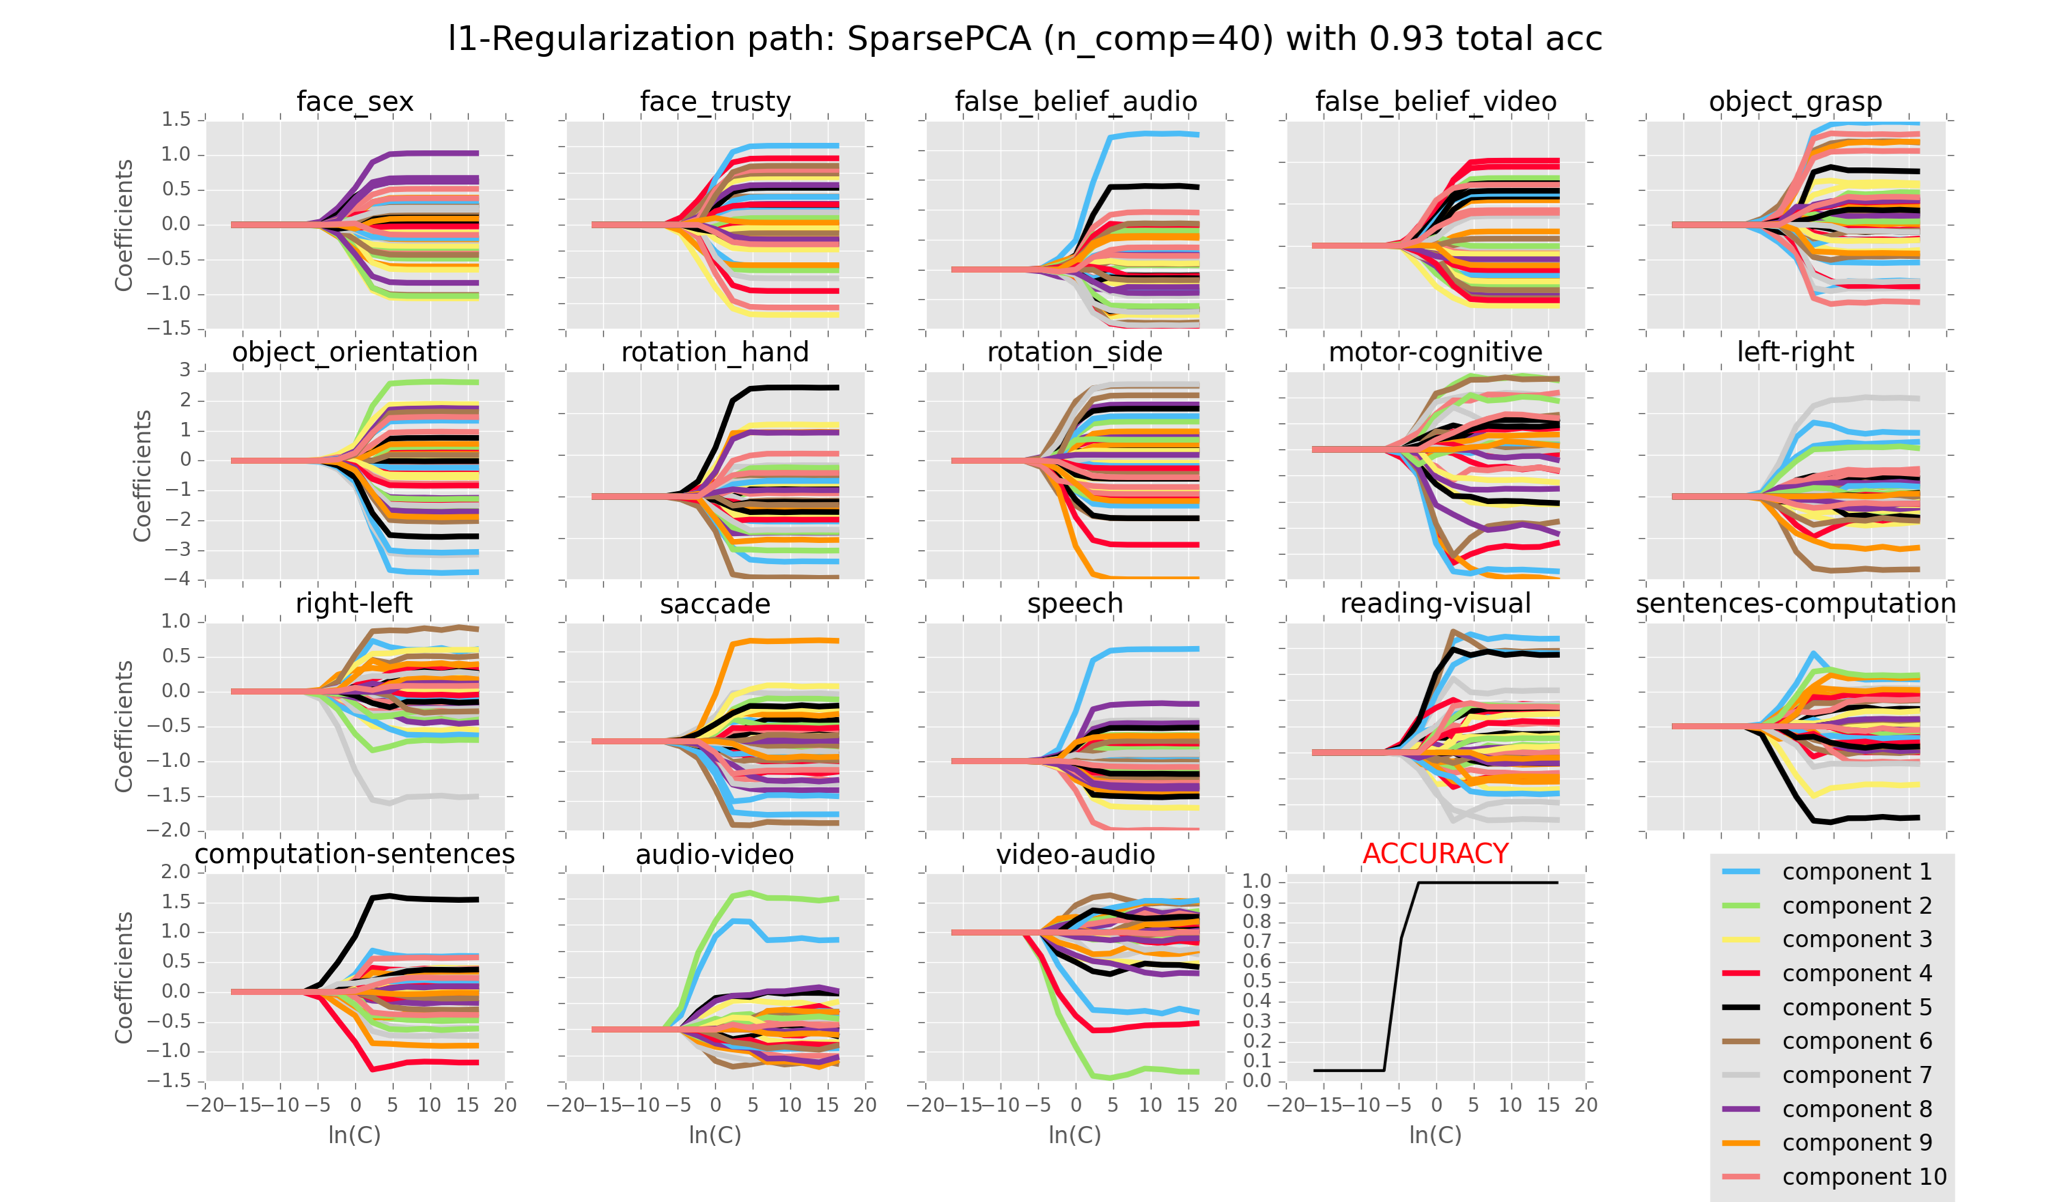 l1-Regularization path: SparsePCA (n_comp=40) with 0.93 total acc
face_sex
face_trusty
false_belief_audio
false_belief_video
object_grasp
1.5
1.0
0.5
0.0
−0.5
−1.0
−1.5
Coefficients
object_orientation
rotation_hand
rotation_side
motor-cognitive
left-right
3
2
1
0
−1
−2
−3
−4
Coefficients
right-left
saccade
speech
reading-visual
sentences-computation
1.0
0.5
0.0
−0.5
−1.0
−1.5
−2.0
Coefficients
computation-sentences
audio-video
video-audio
ACCURACY
2.0
1.5
1.0
0.5
0.0
−0.5
−1.0
−1.5
Coefficients
1.0
0.9
0.8
0.7
0.6
0.5
0.4
0.3
0.2
0.1
0.0
−20 −15 −10 −5 0 5 10 15 20
−20 −15 −10 −5 0 5 10 15 20
−20 −15 −10 −5 0 5 10 15 20
−20 −15 −10 −5 0 5 10 15 20
ln(C)
ln(C)
ln(C)
ln(C)
component 1
component 2
component 3
component 4
component 5
component 6
component 7
component 8
component 9
component 10